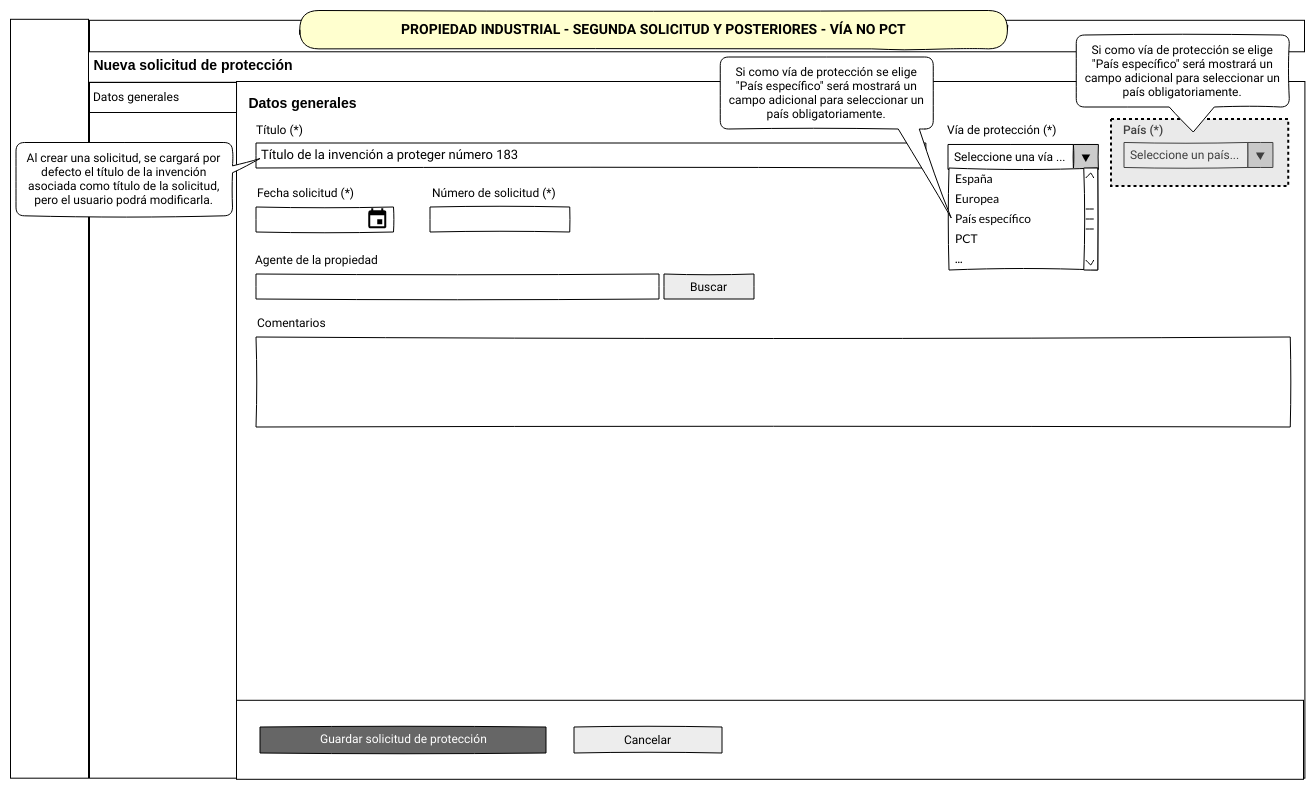 PROPIEDAD INDUSTRIAL - SEGUNDA SOLICITUD Y POSTERIORES - VÍA NO PCT
Nueva solicitud de protección
Si como vía de protección se elige
"País específico" será mostrará un
campo adicional para seleccionar un
país obligatoriamente.
Si como vía de protección se elige
"País específico" será mostrará un
campo adicional para seleccionar un
país obligatoriamente.
Datos generales
Datos generales
Título (*)
Título de la invención a proteger número 183
Vía de protección (*)
Seleccione una vía ...
España
Europea
País específico
PCT
...
País (*)
Seleccione un país...
Al crear una solicitud, se cargará por
defecto el título de la invención
asociada como título de la solicitud,
pero el usuario podrá modificarla.
Fecha solicitud (*)
Número de solicitud (*)
Agente de la propiedad
Buscar
Comentarios
Guardar solicitud de protección
Cancelar